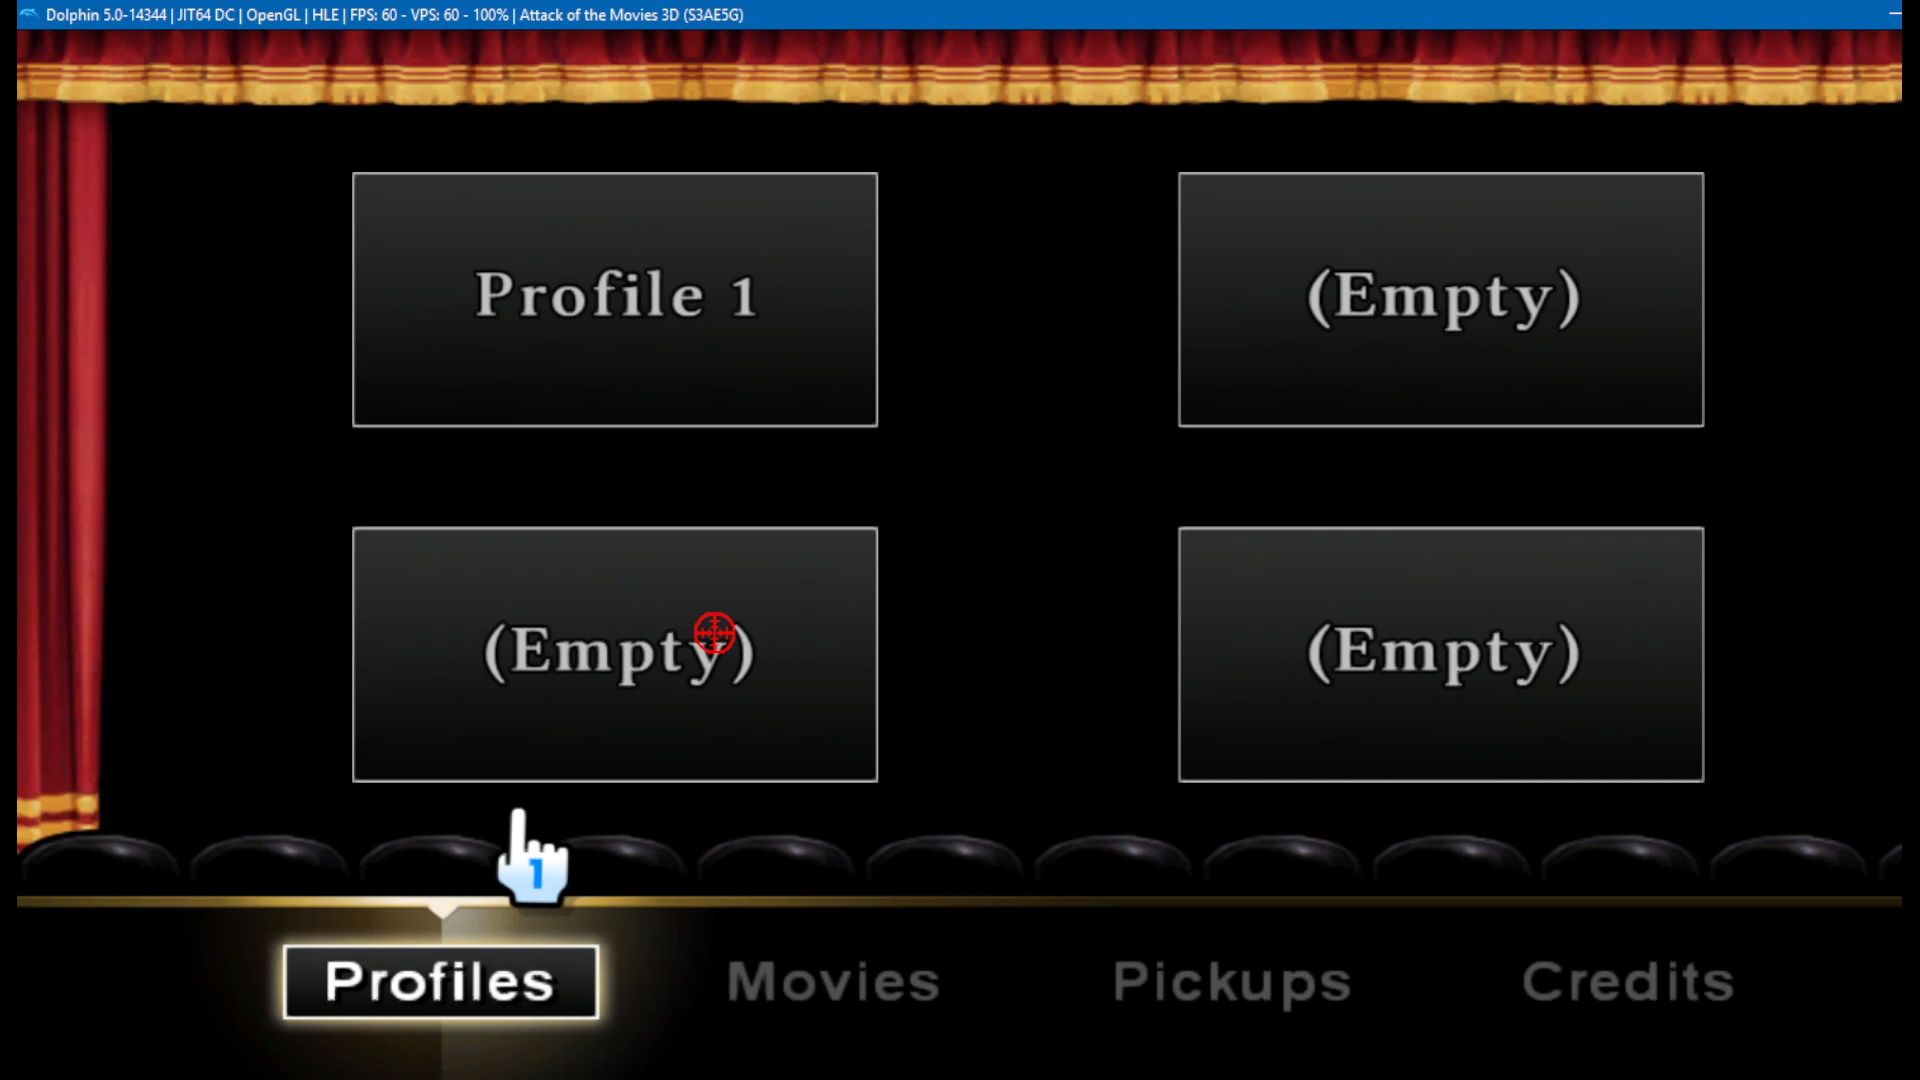 Dolphin 5.0-14344 | JIT64 DC | OpenGL | HLE | FPS: 60 - VPS: 60 - 100% | Attack of the Movies 3D (S3AE5G)
Profile 1
(Empty)
(Empty)
(Empty)
1
Profiles
Movies
Pickups
Credits